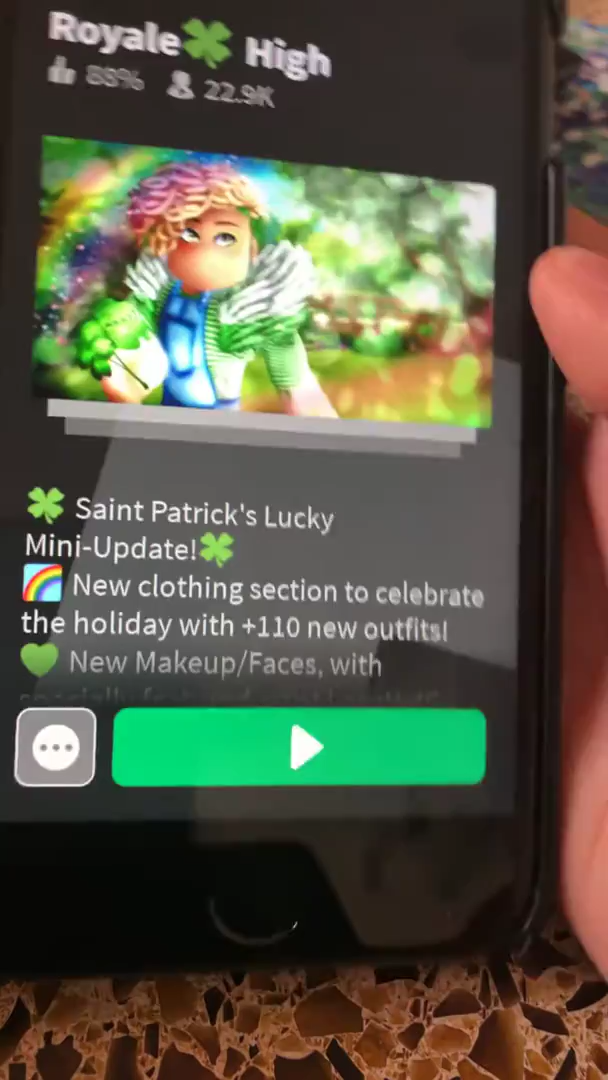 Royale🍀 High
88% 22.9K
🍀 Saint Patrick's Lucky
Mini-Update!🍀
🌈 New clothing section to celebrate
the holiday with +110 new outfits!
💚 New Makeup/Faces, with